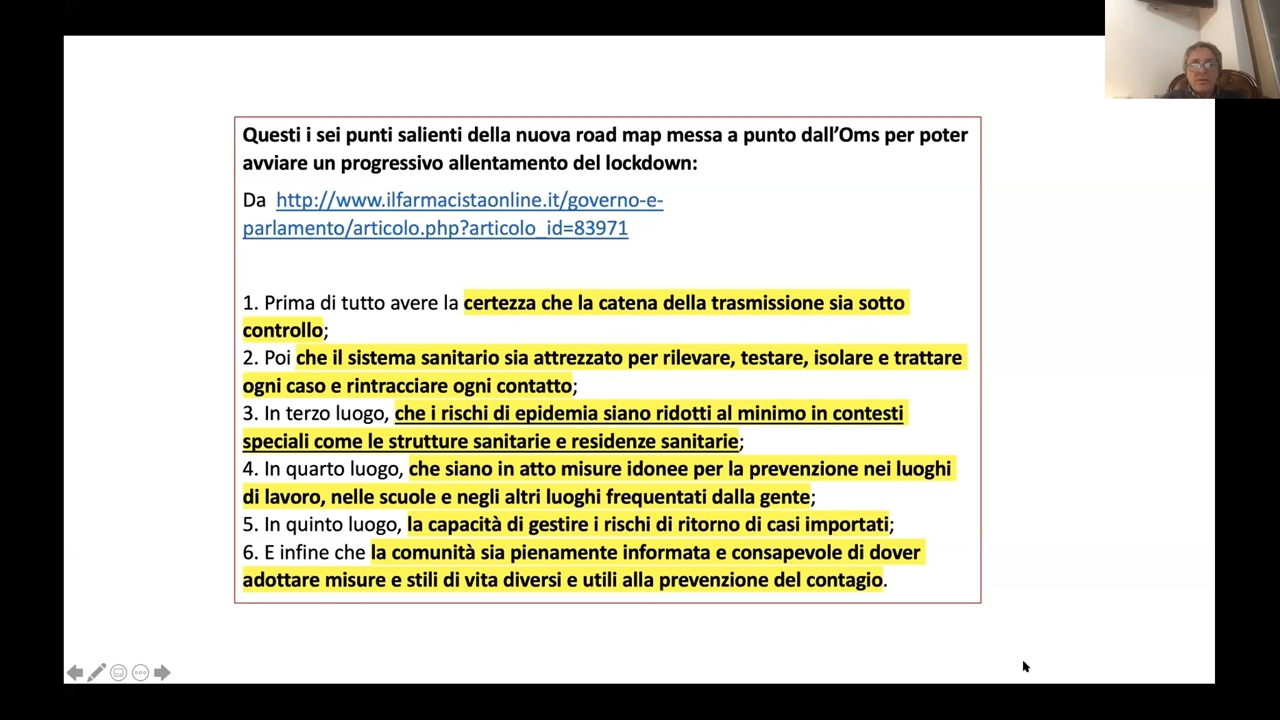 Questi i sei punti salienti della nuova road map messa a punto dall'Oms per poter
avviare un progressivo allentamento del lockdown:
Da http://www.ilfarmacistaonline.it/governo-e-
parlamento/articolo.php?articolo_id=83971
1. Prima di tutto avere la certezza che la catena della trasmissione sia sotto
controllo;
2. Poi che il sistema sanitario sia attrezzato per rilevare, testare, isolare e trattare
ogni caso e rintracciare ogni contatto;
3. In terzo luogo, che i rischi di epidemia siano ridotti al minimo in contesti
speciali come le strutture sanitarie e residenze sanitarie;
4. In quarto luogo, che siano in atto misure idonee per la prevenzione nei luoghi
di lavoro, nelle scuole e negli altri luoghi frequentati dalla gente;
5. In quinto luogo, la capacità di gestire i rischi di ritorno di casi importati;
6. E infine che la comunità sia pienamente informata e consapevole di dover
adottare misure e stili di vita diversi e utili alla prevenzione del contagio.